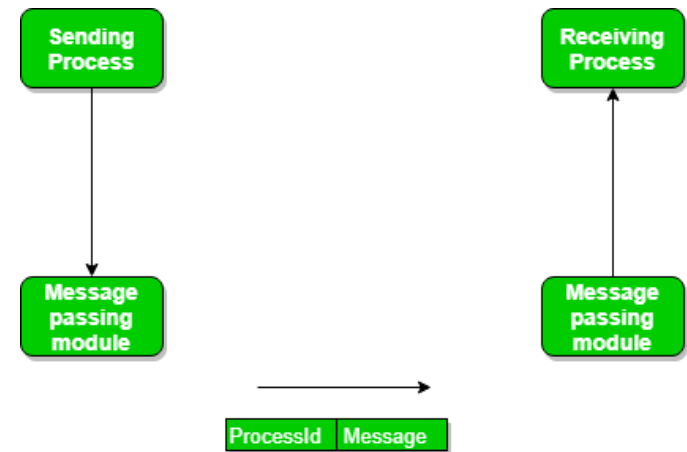 Sending
Process
Receiving
Process
Message
passing
module
Message
passing
module
ProcessId Message